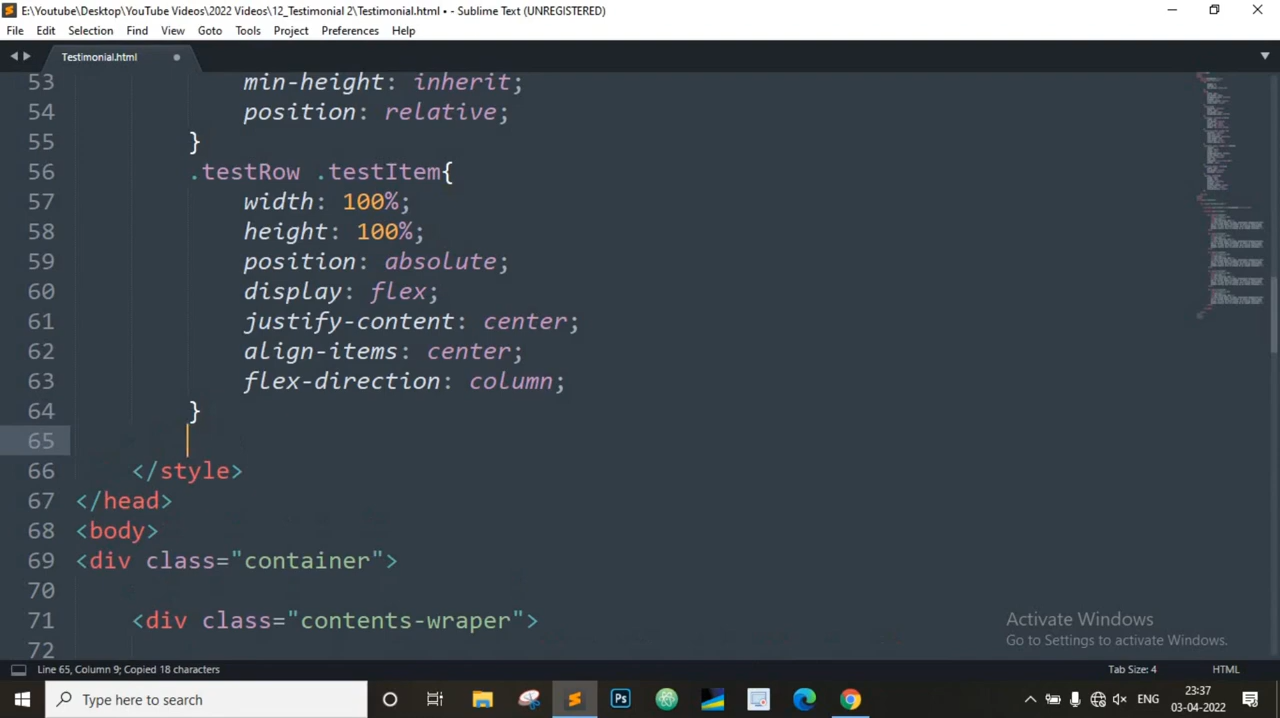 E:\Youtube\Desktop\YouTube Videos\2022 Videos\12_Testimonial 2\Testimonial.html • - Sublime Text (UNREGISTERED)
File Edit Selection Find View Goto Tools Project Preferences Help
Testimonial.html
53 min-height: inherit;
54 position: relative;
55 }
56 .testRow .testItem{
57 width: 100%;
58 height: 100%;
59 position: absolute;
60 display: flex;
61 justify-content: center;
62 align-items: center;
63 flex-direction: column;
64 }
65
66 </style>
67 </head>
68 <body>
69 <div class="container">
70
71 <div class="contents-wraper">
72
Activate Windows
Go to Settings to activate Windows.
Line 65, Column 9; Copied 18 characters Tab Size: 4 HTML
Type here to search
Ps
ENG
23:37
03-04-2022